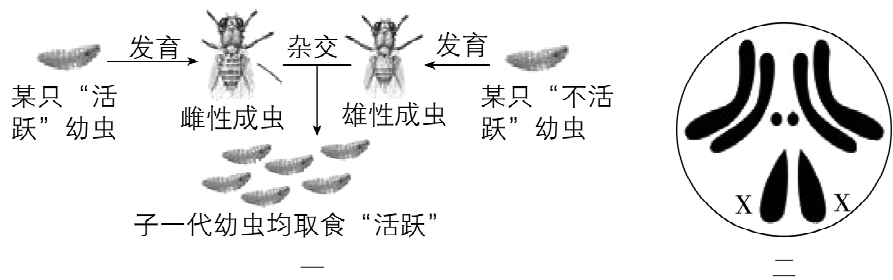 发育 杂交 发育
某只“活
跃”幼虫
雌性成虫
雄性成虫
某只“不活
跃”幼虫
子一代幼虫均取食“活跃”
一
X X
二